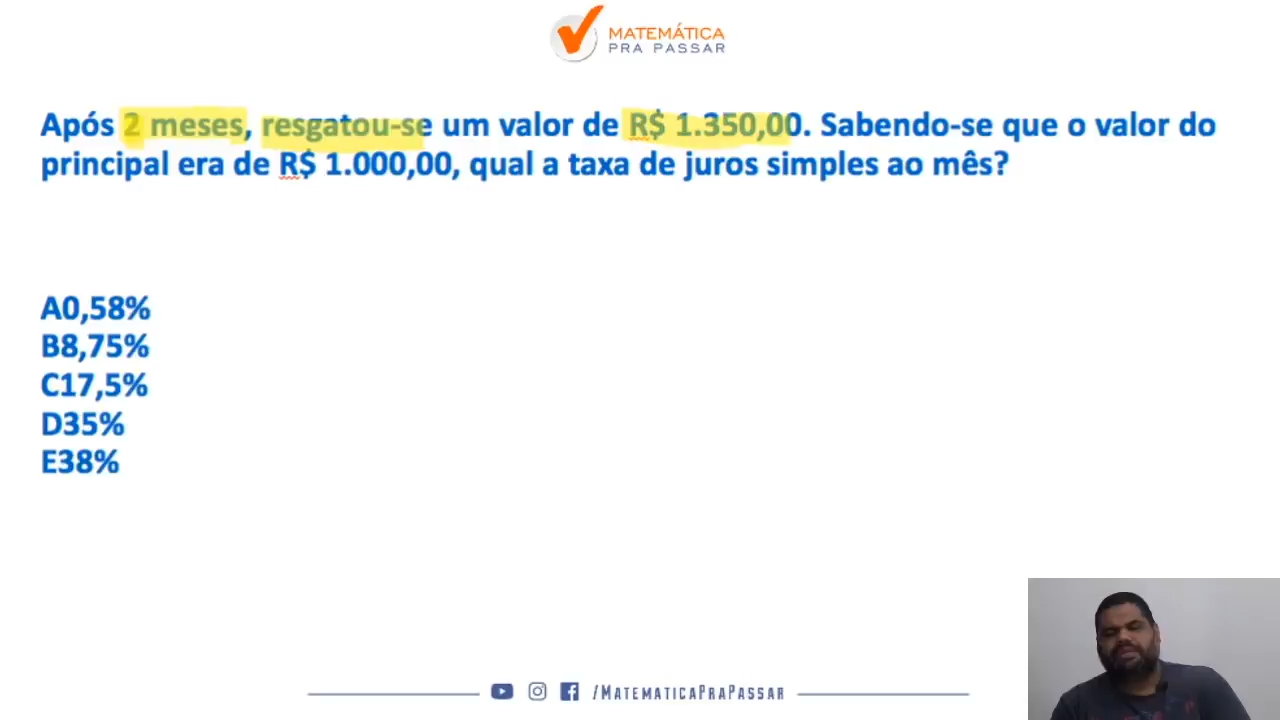 MATEMÁTICA
PRA PASSAR
Após 2 meses, resgatou-se um valor de R$ 1.350,00. Sabendo-se que o valor do
principal era de R$ 1.000,00, qual a taxa de juros simples ao mês?
A0,58%
B8,75%
C17,5%
D35%
E38%
/MATEMATICAPRAPASSAR